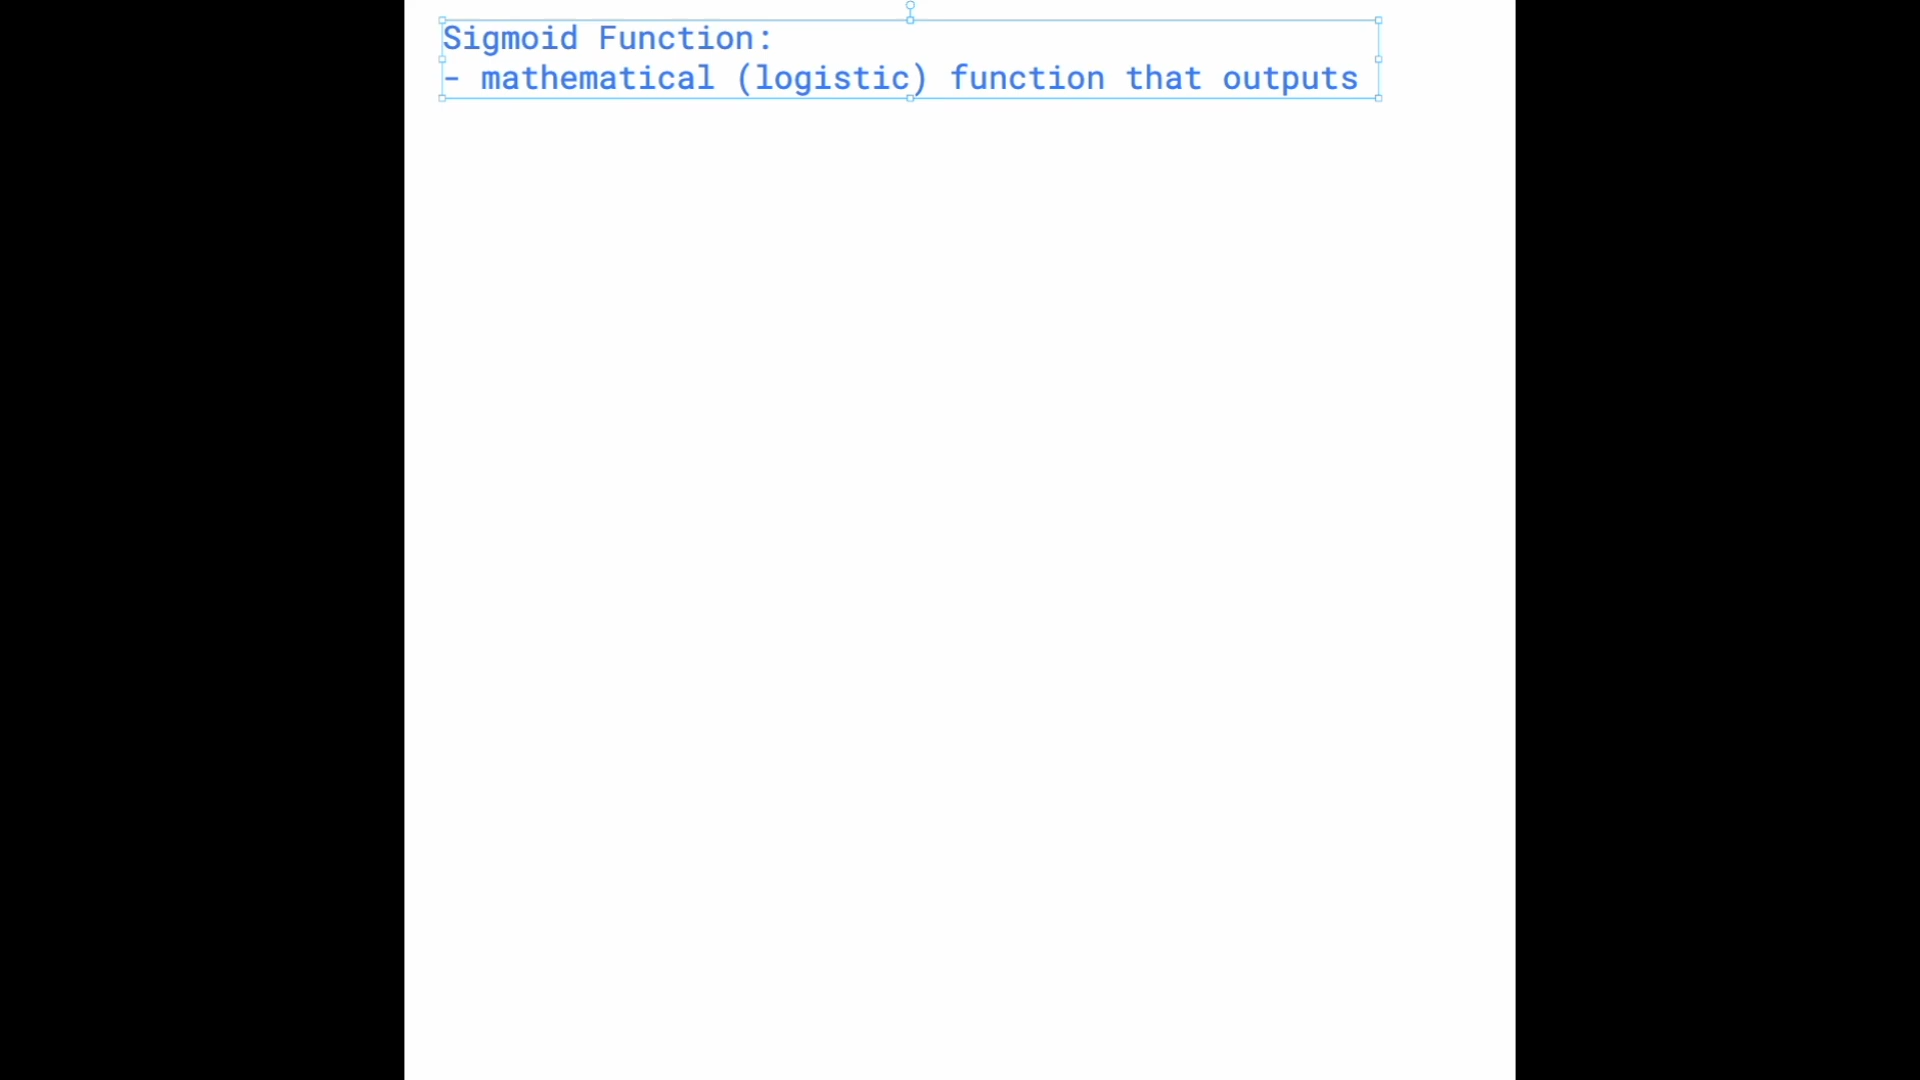 Sigmoid Function:
- mathematical (logistic) function that outputs